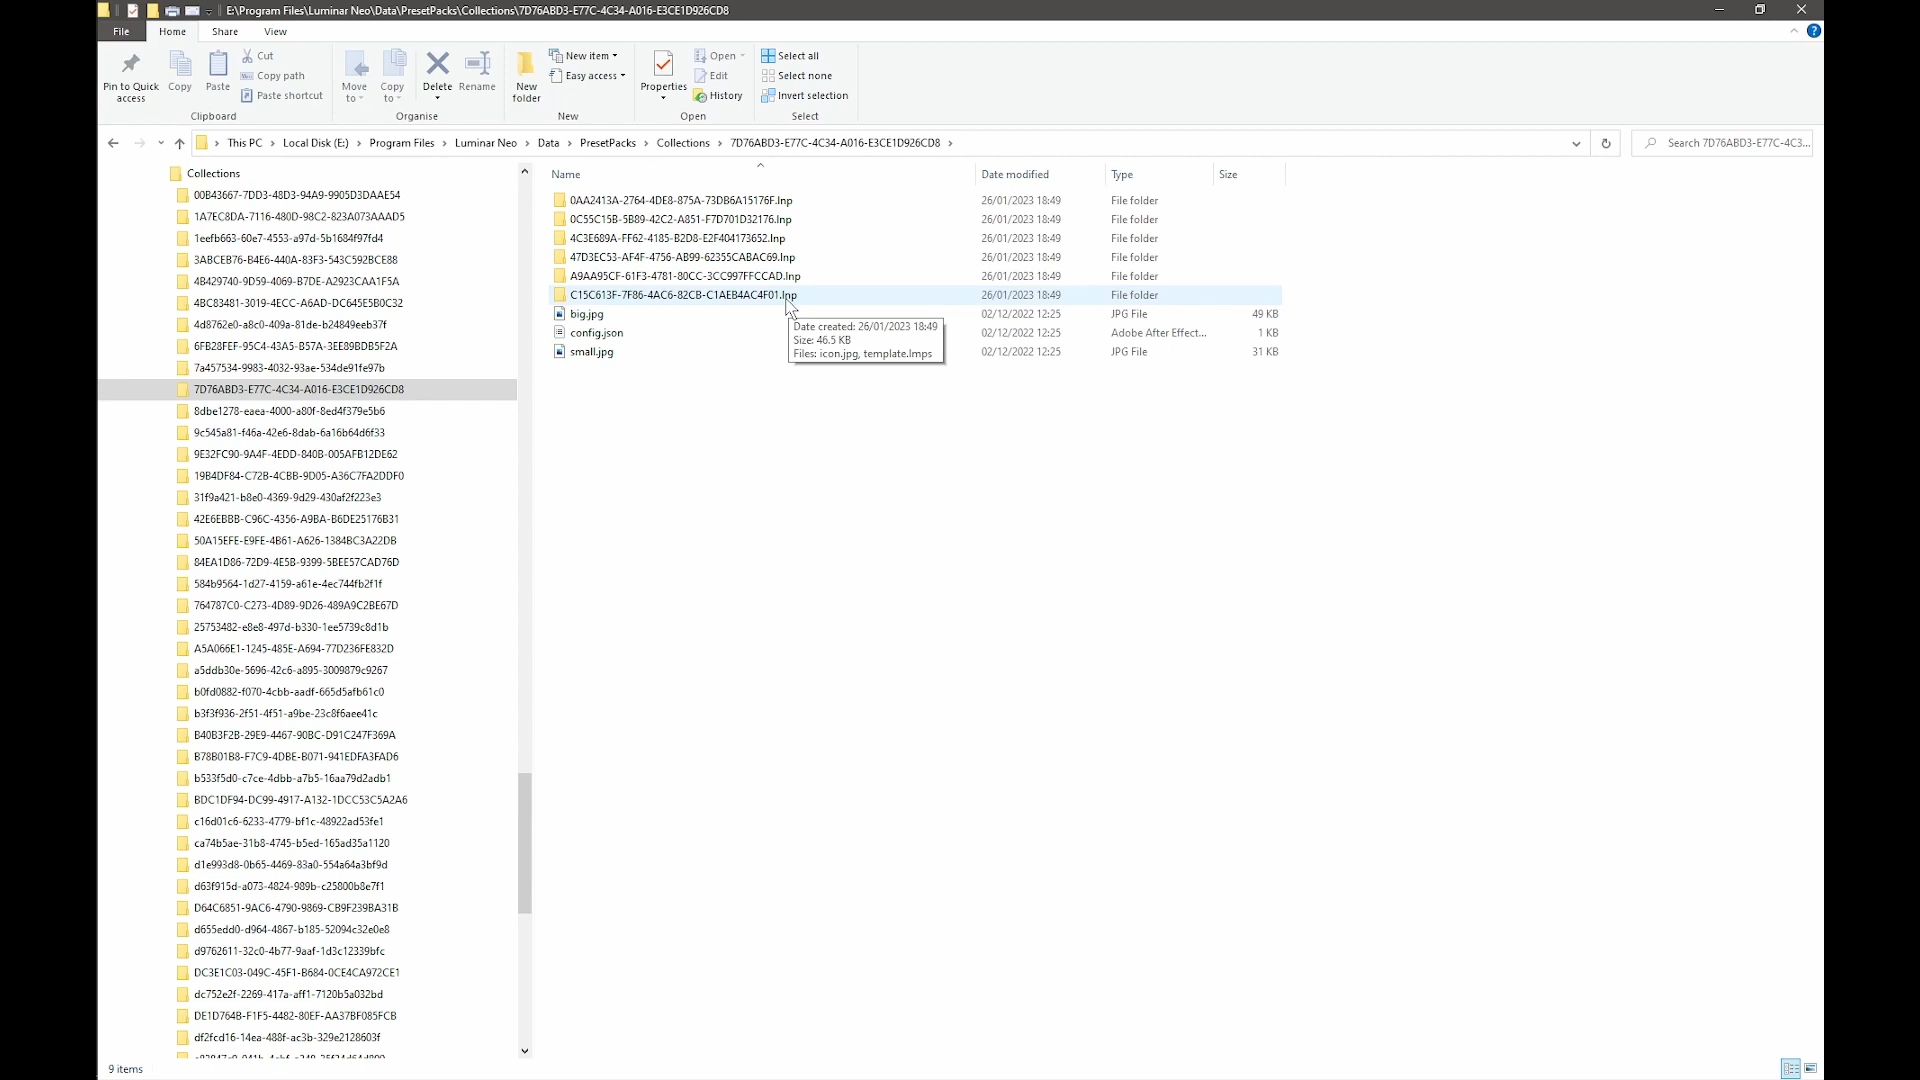 E:\Program Files\Luminar Neo\Data\PresetPacks\Collections\7D76ABD3-E77C-4C34-A016-E3CE1D926CD8
File Home Share View
Pin to Quick access
Copy
Paste
Cut
Copy path
Paste shortcut
Clipboard
Move to
Copy to
Delete
Rename
Organise
New folder
New item
Easy access
New
Properties
Open
Edit
History
Open
Select all
Select none
Invert selection
Select
This PC > Local Disk (E:) > Program Files > Luminar Neo > Data > PresetPacks > Collections > 7D76ABD3-E77C-4C34-A016-E3CE1D926CD8 >
Search 7D76ABD3-E77C-4C3...
Collections
00B43667-7DD3-48D3-94A9-9905D3DAAE54
1A7EC8DA-7116-480D-98C2-823A073AAAD5
1eefb663-60e7-4553-a97d-5b1684f97fd4
3ABCEB76-B4E6-440A-83F3-543C592BCE88
4B429740-9D59-4069-B7DE-A2923CAA1F5A
4BC83481-3019-4ECC-A6AD-DC645E5B0C32
4d8762e0-a8c0-409a-81de-b24849eeb37f
6FB28FEF-95C4-43A5-B57A-3EE89BDB5F2A
7a457534-9983-4032-93ae-534de91fe97b
7D76ABD3-E77C-4C34-A016-E3CE1D926CD8
8dbe1278-eaea-4000-a80f-8ed4f379e5b6
9c545a81-f46a-42e6-8dab-6a16b64d6f33
9E32FC90-9A4F-4EDD-840B-005AFB12DE62
19B4DF84-C72B-4CBB-9D05-A36C7FA2DDF0
31f9a421-b8e0-4369-9d29-430af2f223e3
42E6EBBB-C96C-4356-A9BA-B6DE25176B31
50A15EFE-E9FE-4B61-A626-1384BC3A22DB
84EA1D86-72D9-4E5B-9399-5BEE57CAD76D
584b9564-1d27-4159-a61e-4ec744fb2f1f
764787C0-C273-4D89-9D26-489A9C2BE67D
25753482-e8e8-497d-b330-1ee5739c8d1b
A5A066E1-1245-485E-A694-77D236FE832D
a5ddb30e-5696-42c6-a895-3009879c9267
b0fd0882-f070-4cbb-aadf-665d5afb61c0
b3f3f936-2f51-4f51-a9be-23c8f6aee41c
B40B3F2B-29E9-4467-90BC-D91C247F369A
B78B01B8-F7C9-4DBE-B071-941EDFA3FAD6
b533f5d0-c7ce-4dbb-a7b5-16aa79d2adb1
BDC1DF94-DC99-4917-A132-1DCC53C5A2A6
c16d01c6-6233-4779-bf1c-48922ad53fe1
ca74b5ae-31b8-4745-b5ed-165ad35a1120
d1e993d8-0b65-4469-83a0-554a64a3bf9d
d63f915d-a073-4824-989b-c25800b8e7f1
D64C6851-9AC6-4790-9869-CB9F239BA31B
d655edd0-d964-4867-b185-52094c32e0e8
d9762611-32c0-4b77-9aaf-1d3c12339bfc
DC3E1C03-049C-45F1-B684-0CE4CA972CE1
dc752e2f-2269-417a-aff1-7120b5a032bd
DE1D764B-F1F5-4482-80EF-AA37BF085FCB
df2fcd16-14ea-488f-ac3b-329e2128603f
Name Date modified Type Size
0AA2413A-2764-4DE8-875A-73DB6A15176F.lnp 26/01/2023 18:49 File folder
0C55C15B-5B89-42C2-A851-F7D701D32176.lnp 26/01/2023 18:49 File folder
4C3E689A-FF62-4185-B2D8-E2F404173652.lnp 26/01/2023 18:49 File folder
47D3EC53-AF4F-4756-AB99-62355CABAC69.lnp 26/01/2023 18:49 File folder
A9AA95CF-61F3-4781-80CC-3CC997FFCCAD.lnp 26/01/2023 18:49 File folder
C15C613F-7F86-4AC6-82CB-C1AEB4AC4F01.lnp 26/01/2023 18:49 File folder
big.jpg 02/12/2022 12:25 JPG File 49 KB
config.json 02/12/2022 12:25 Adobe After Effect... 1 KB
small.jpg 02/12/2022 12:25 JPG File 31 KB
Date created: 26/01/2023 18:49
Size: 46.5 KB
Files: icon.jpg, template.lmps
9 items